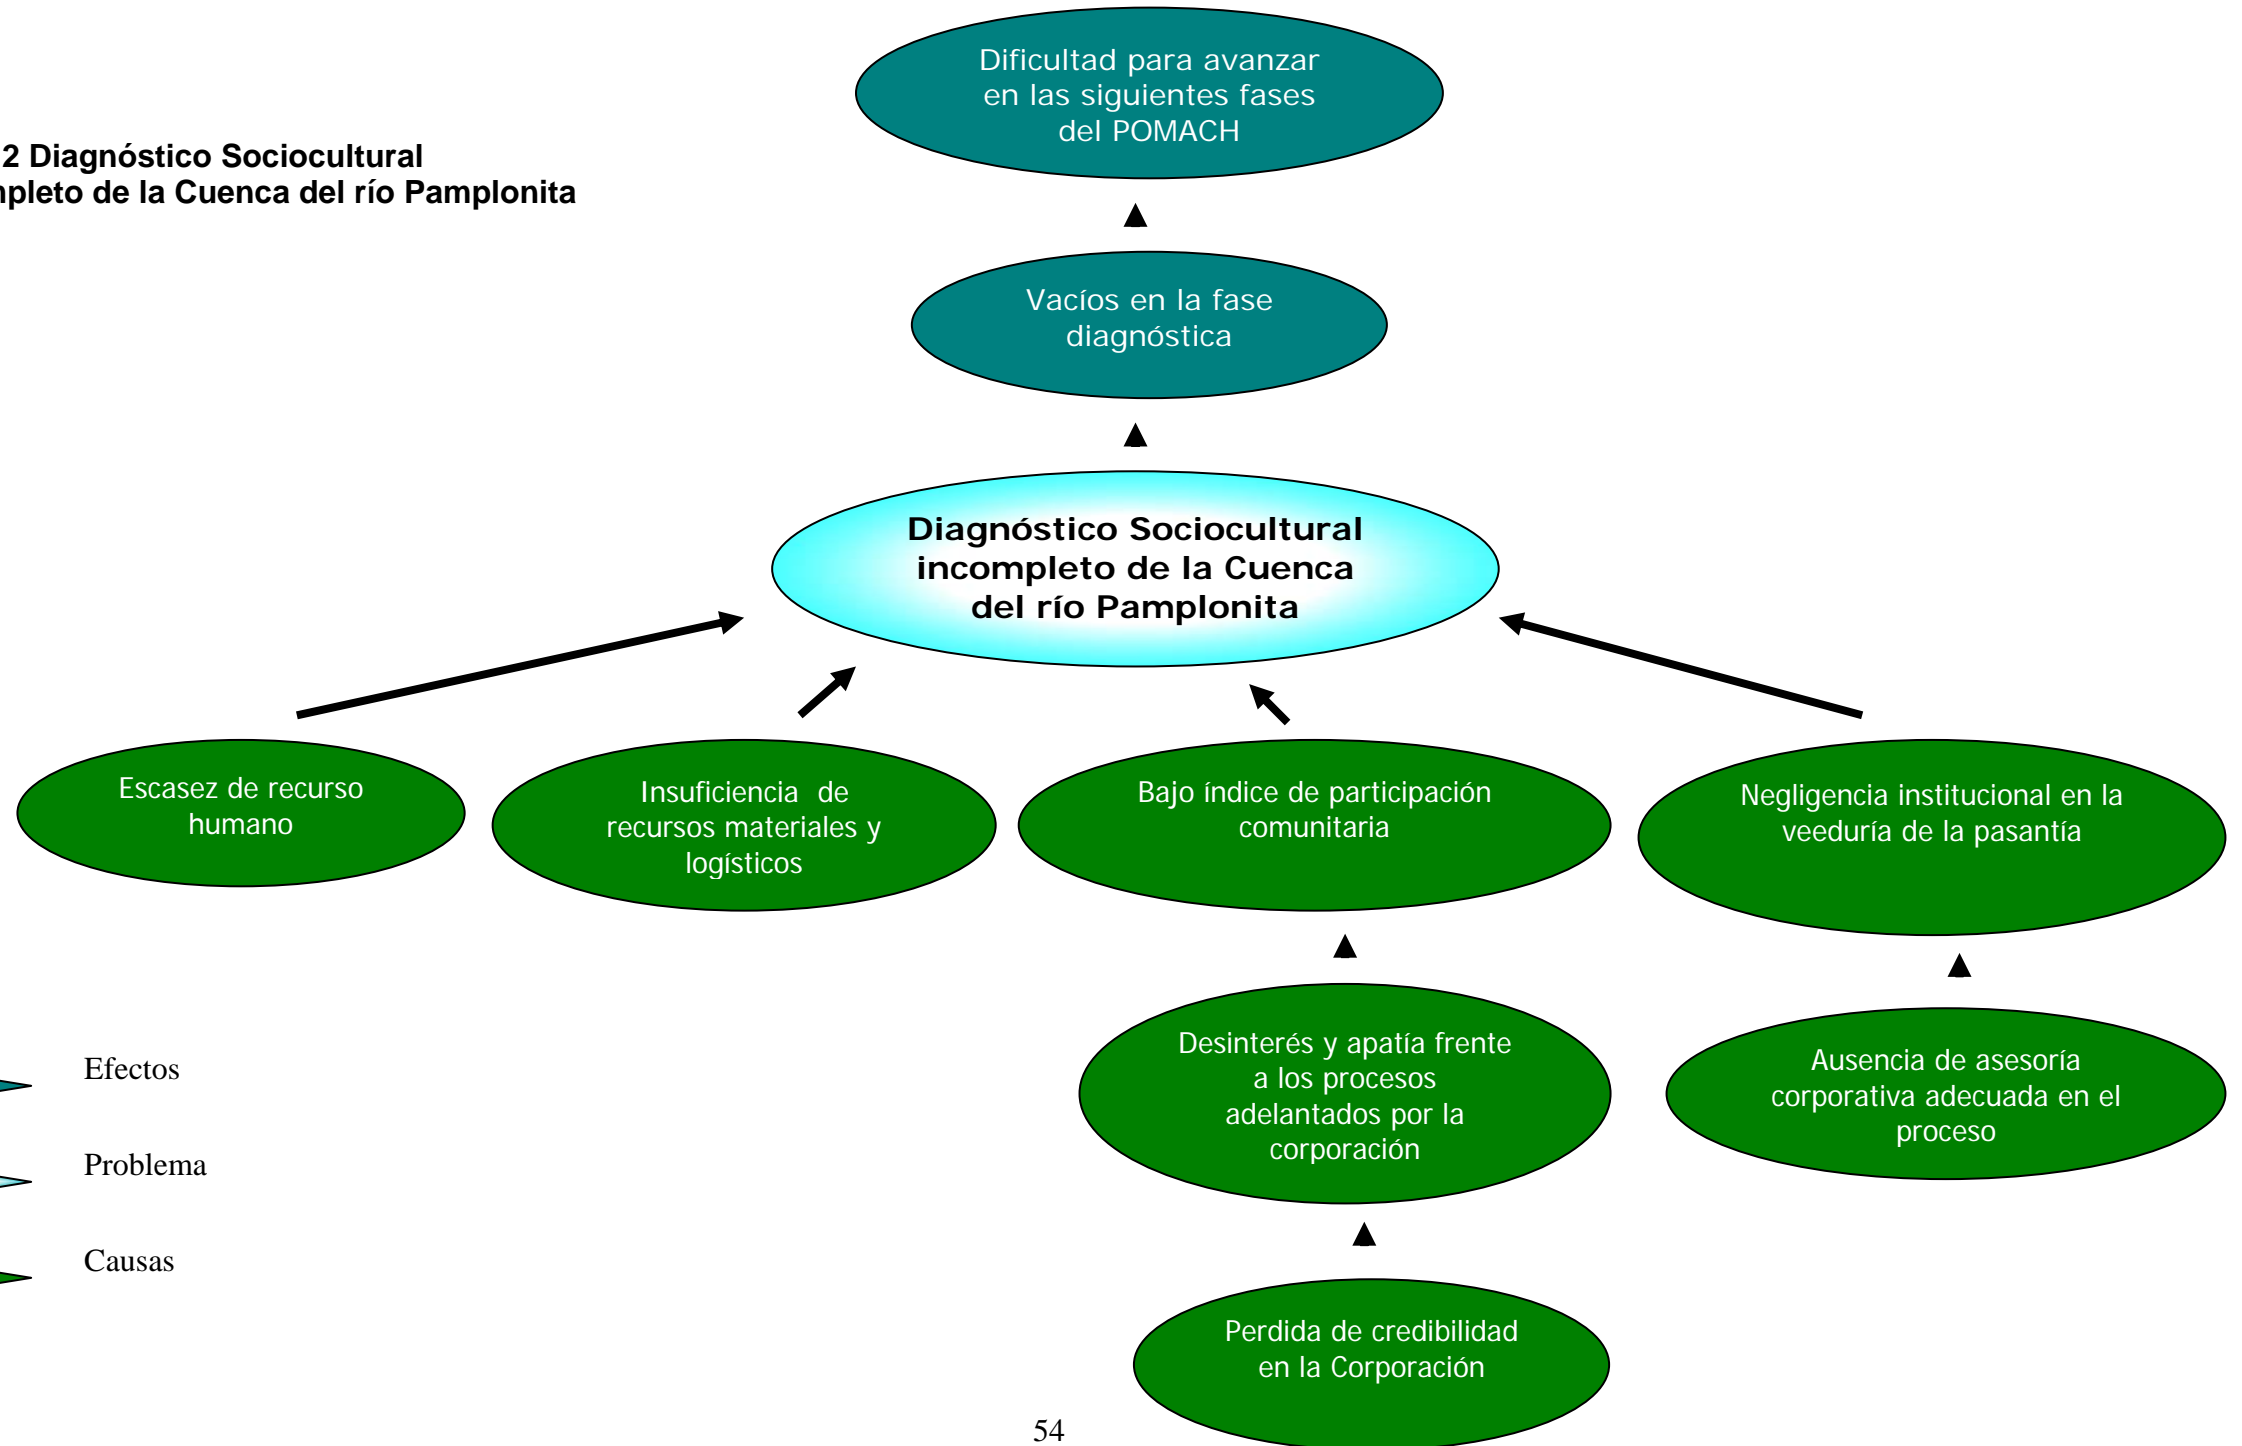 Dificultad para avanzar
en las siguientes fases
del POMACH
2 Diagnóstico Sociocultural
de la Cuenca del río Pamplonita
Vacíos en la fase
diagnóstica
Diagnóstico Sociocultural
incompleto de la Cuenca
del río Pamplonita
Escasez de recurso
humano
Insuficiencia de
recursos materiales y
logísticos
Bajo índice de participación
comunitaria
Negligencia institucional en la
veeduría de la pasantía
Desinterés y apatía frente
a los procesos
adelantados por la
corporación
Ausencia de asesoría
corporativa adecuada en el
proceso
Perdida de credibilidad
en la Corporación
Efectos
Problema
Causas
54